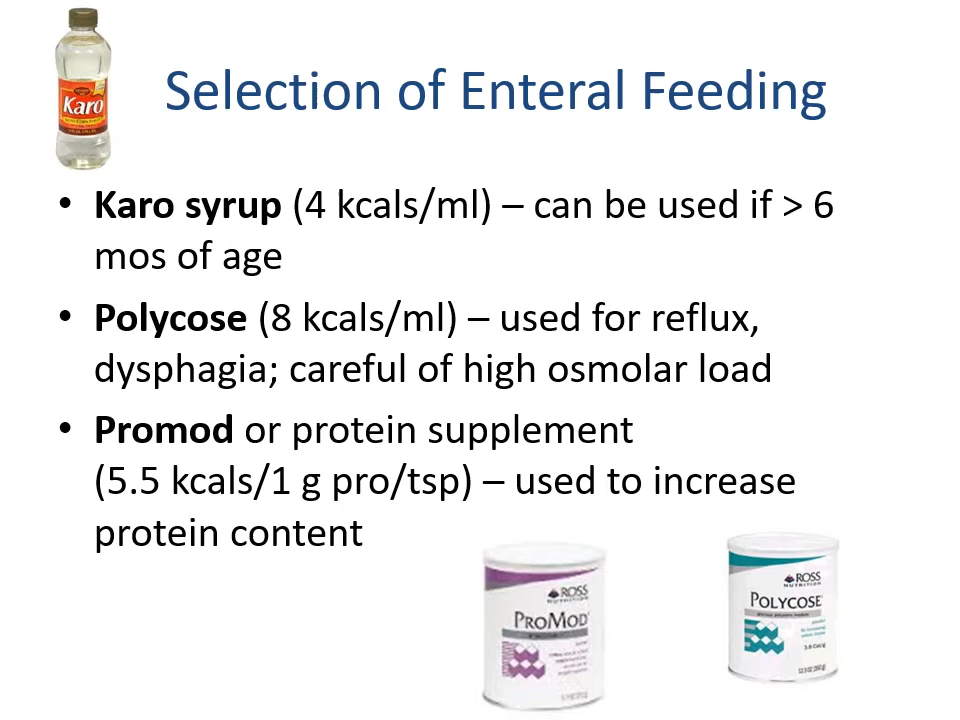 Karo
Selection of Enteral Feeding
• Karo syrup (4 kcals/ml) – can be used if > 6
mos of age
• Polycose (8 kcals/ml) – used for reflux,
dysphagia; careful of high osmolar load
• Promod or protein supplement
(5.5 kcals/1 g pro/tsp) – used to increase
protein content
ROSS
NUTRITION
PROMOD
ROSS
NUTRITION
POLYCOSE